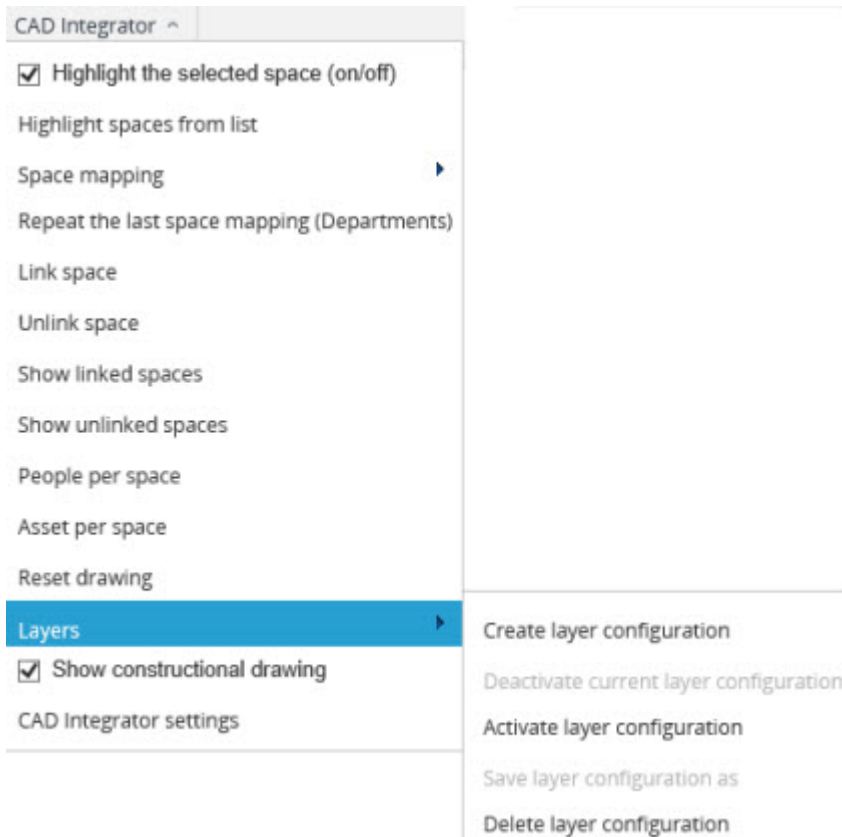 CAD Integrator
Highlight the selected space (on/off)
Highlight spaces from list
Space mapping
Repeat the last space mapping (Departments)
Link space
Unlink space
Show linked spaces
Show unlinked spaces
People per space
Asset per space
Reset drawing
Layers
Show constructional drawing
CAD Integrator settings
Create layer configuration
Deactivate current layer configuration
Activate layer configuration
Save layer configuration as
Delete layer configuration